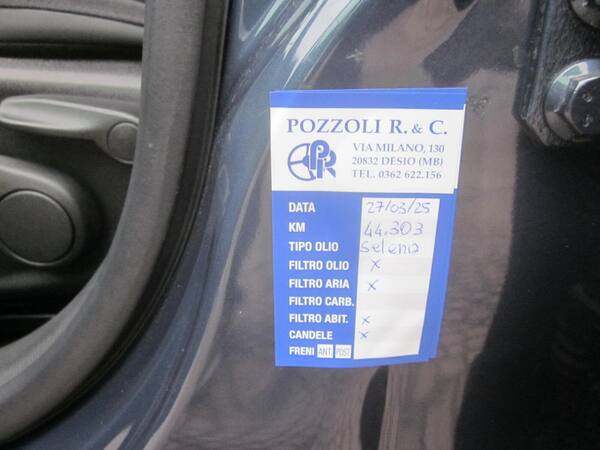 POZZOLI R. & C.
PR
VIA MILANO, 130
20832 DESIO (MB)
TEL. 0362 622.156
DATA 27/03/25
KM 44.303
TIPO OLIO Selenia
FILTRO OLIO x
FILTRO ARIA x
FILTRO CARB.
FILTRO ABIT. x
CANDELE x
FRENI ANT. POST.